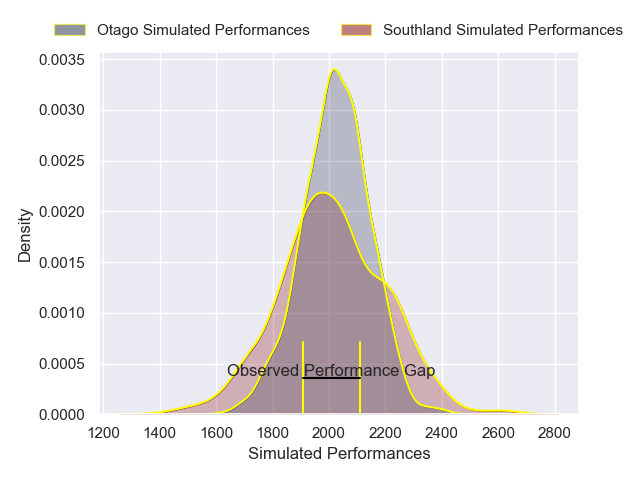 Otago Simulated Performances
Southland Simulated Performances
0.0035
0.0030
0.0025
0.0020
0.0015
0.0010
0.0005
0.0000
Density
Observed Performance Gap
1200 1400 1600 1800 2000 2200 2400 2600 2800
Simulated Performances